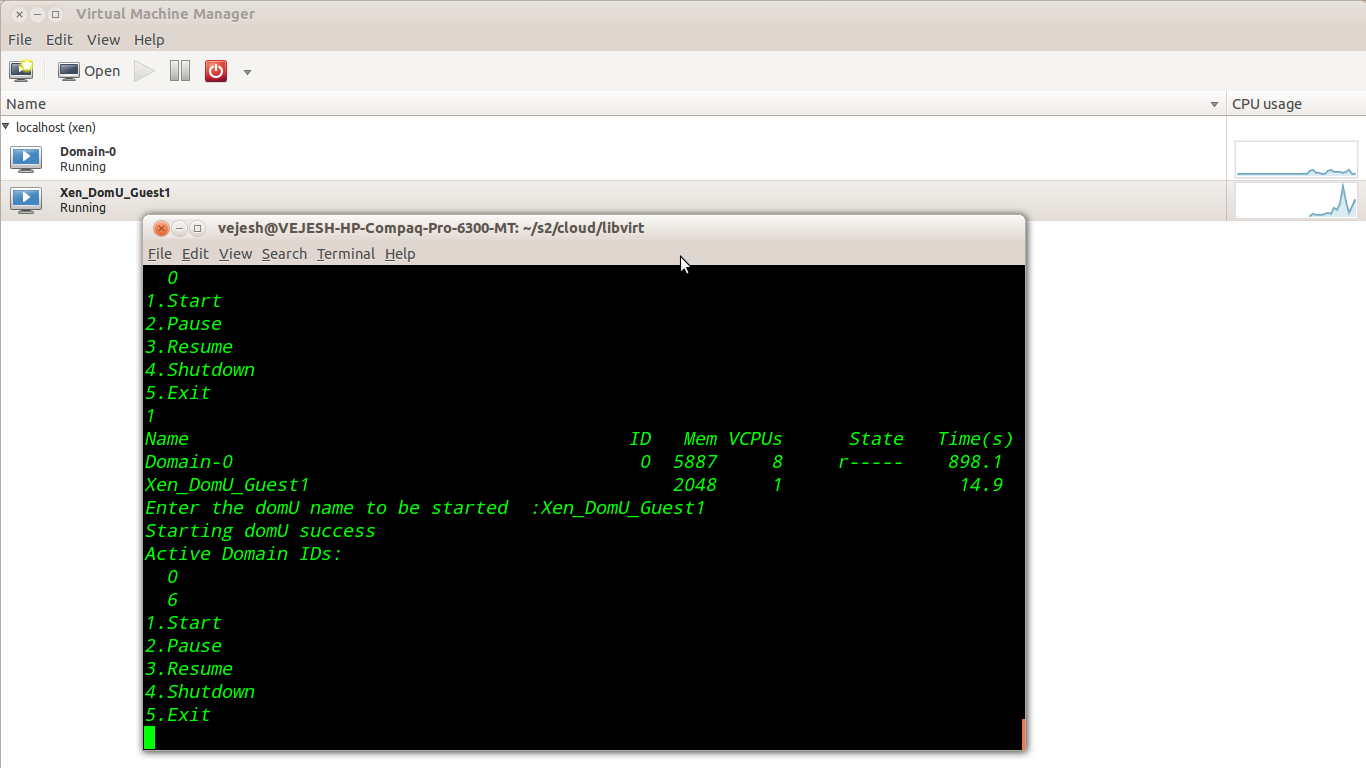 Virtual Machine Manager
File Edit View Help
Open
Name CPU usage
localhost (xen)
Domain-0
Running
Xen_DomU_Guest1
Running
vejesh@VEJESH-HP-Compaq-Pro-6300-MT: ~/s2/cloud/libvirt
File Edit View Search Terminal Help
0
1.Start
2.Pause
3.Resume
4.Shutdown
5.Exit
1
Name ID Mem VCPUs State Time(s)
Domain-0 0 5887 8 r----- 898.1
Xen_DomU_Guest1 2048 1 14.9
Enter the domU name to be started :Xen_DomU_Guest1
Starting domU success
Active Domain IDs:
0
6
1.Start
2.Pause
3.Resume
4.Shutdown
5.Exit